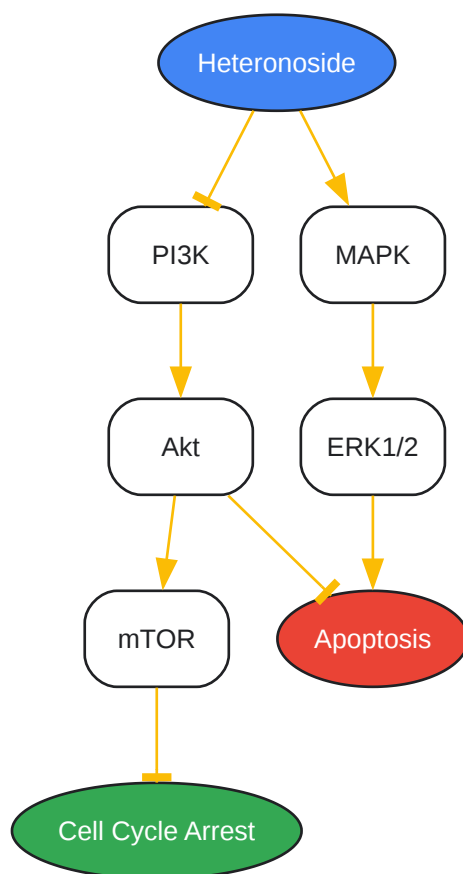 Heteronoside
PI3K
MAPK
Akt
ERK1/2
mTOR
Apoptosis
Cell Cycle Arrest